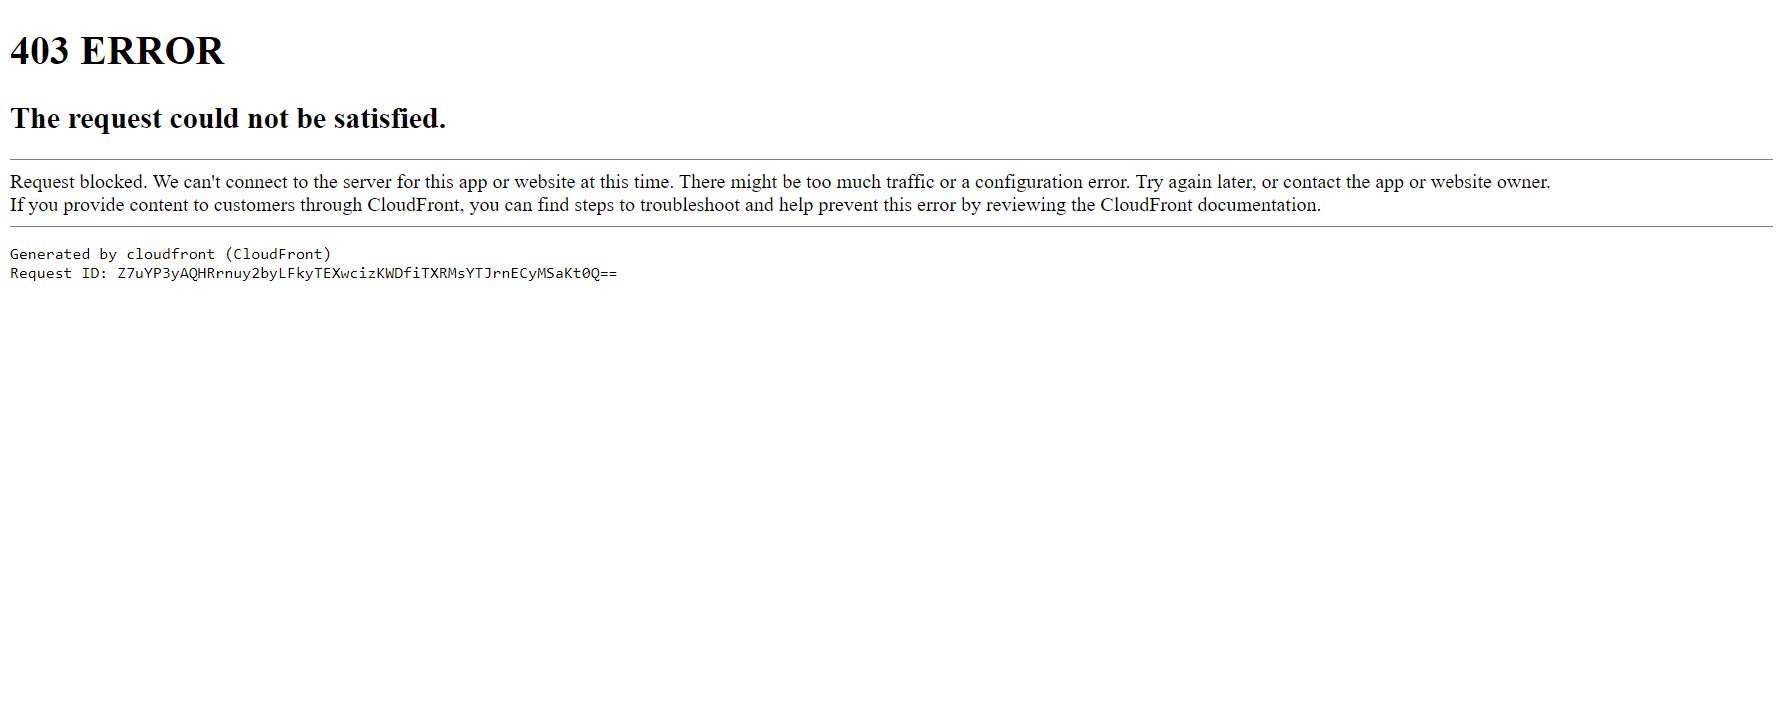 403 ERROR
The request could not be satisfied.
Request blocked. We can't connect to the server for this app or website at this time. There might be too much traffic or a configuration error. Try again later, or contact the app or website owner.
If you provide content to customers through CloudFront, you can find steps to troubleshoot and help prevent this error by reviewing the CloudFront documentation.
Generated by cloudfront (CloudFront)
Request ID: Z7uYP3yAQHRrnuy2byLFkyTEXwcizKWDfiTXRMsYTJrnECyMSaKt0Q==